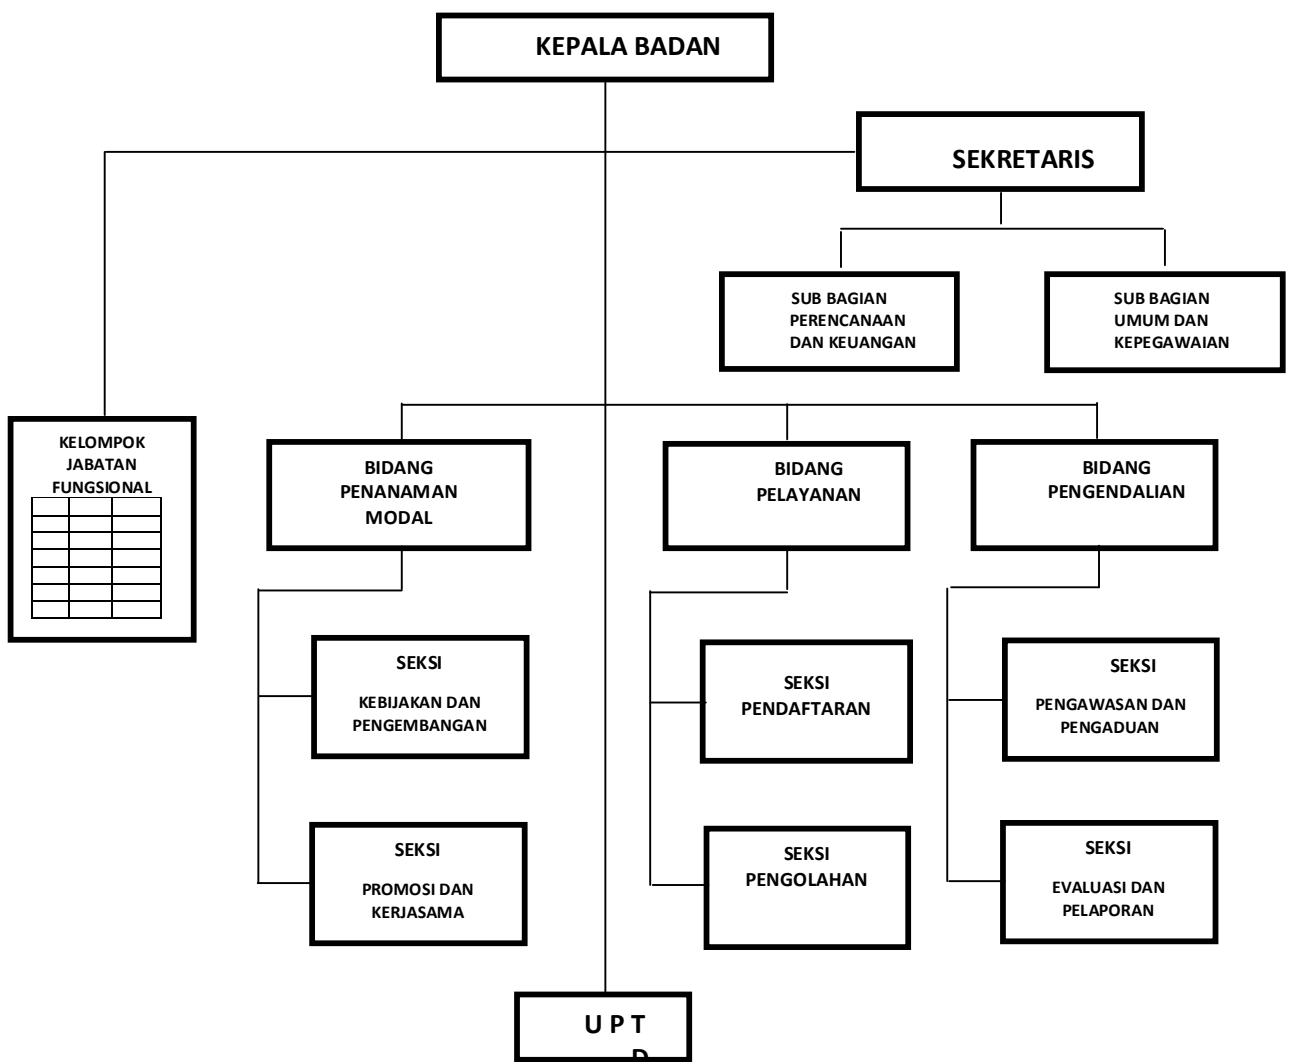 KEPALA BADAN
SEKRETARIS
SUB BAGIAN
PERENCANAAN
DAN KEUANGAN
SUB BAGIAN
UMUM DAN
KEPEGAWAIAN
KELOMPOK
JABATAN
FUNGSIONAL
BIDANG
PENANAMAN
MODAL
BIDANG
PELAYANAN
BIDANG
PENGENDALIAN
SEKSI
KEBIJAKAN DAN
PENGEMBANGAN
SEKSI
PENDAFTARAN
SEKSI
PENGAWASAN DAN
PENGADUAN
SEKSI
PROMOSI DAN
KERJASAMA
SEKSI
PENGOLAHAN
SEKSI
EVALUASI DAN
PELAPORAN
U P T
D